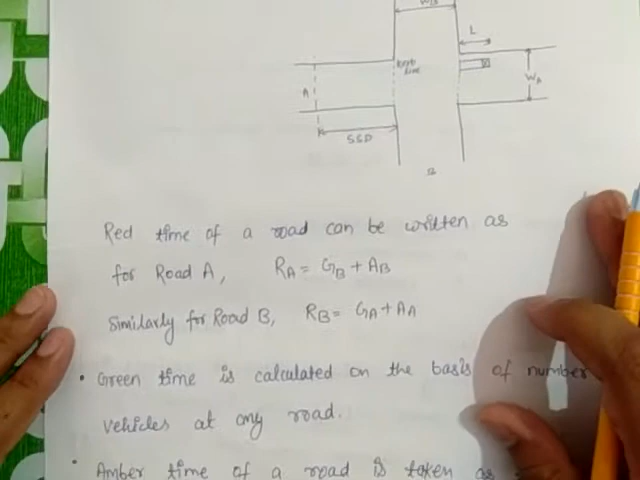 WB
L
Stop line
WA
A
SSD
B
Red time of a road can be written as
for Road A, RA = GB + AB
Similarly for Road B, RB = GA + AA
• Green time is calculated on the basis of number
vehicles at any road.
• Amber time of a road is taken as